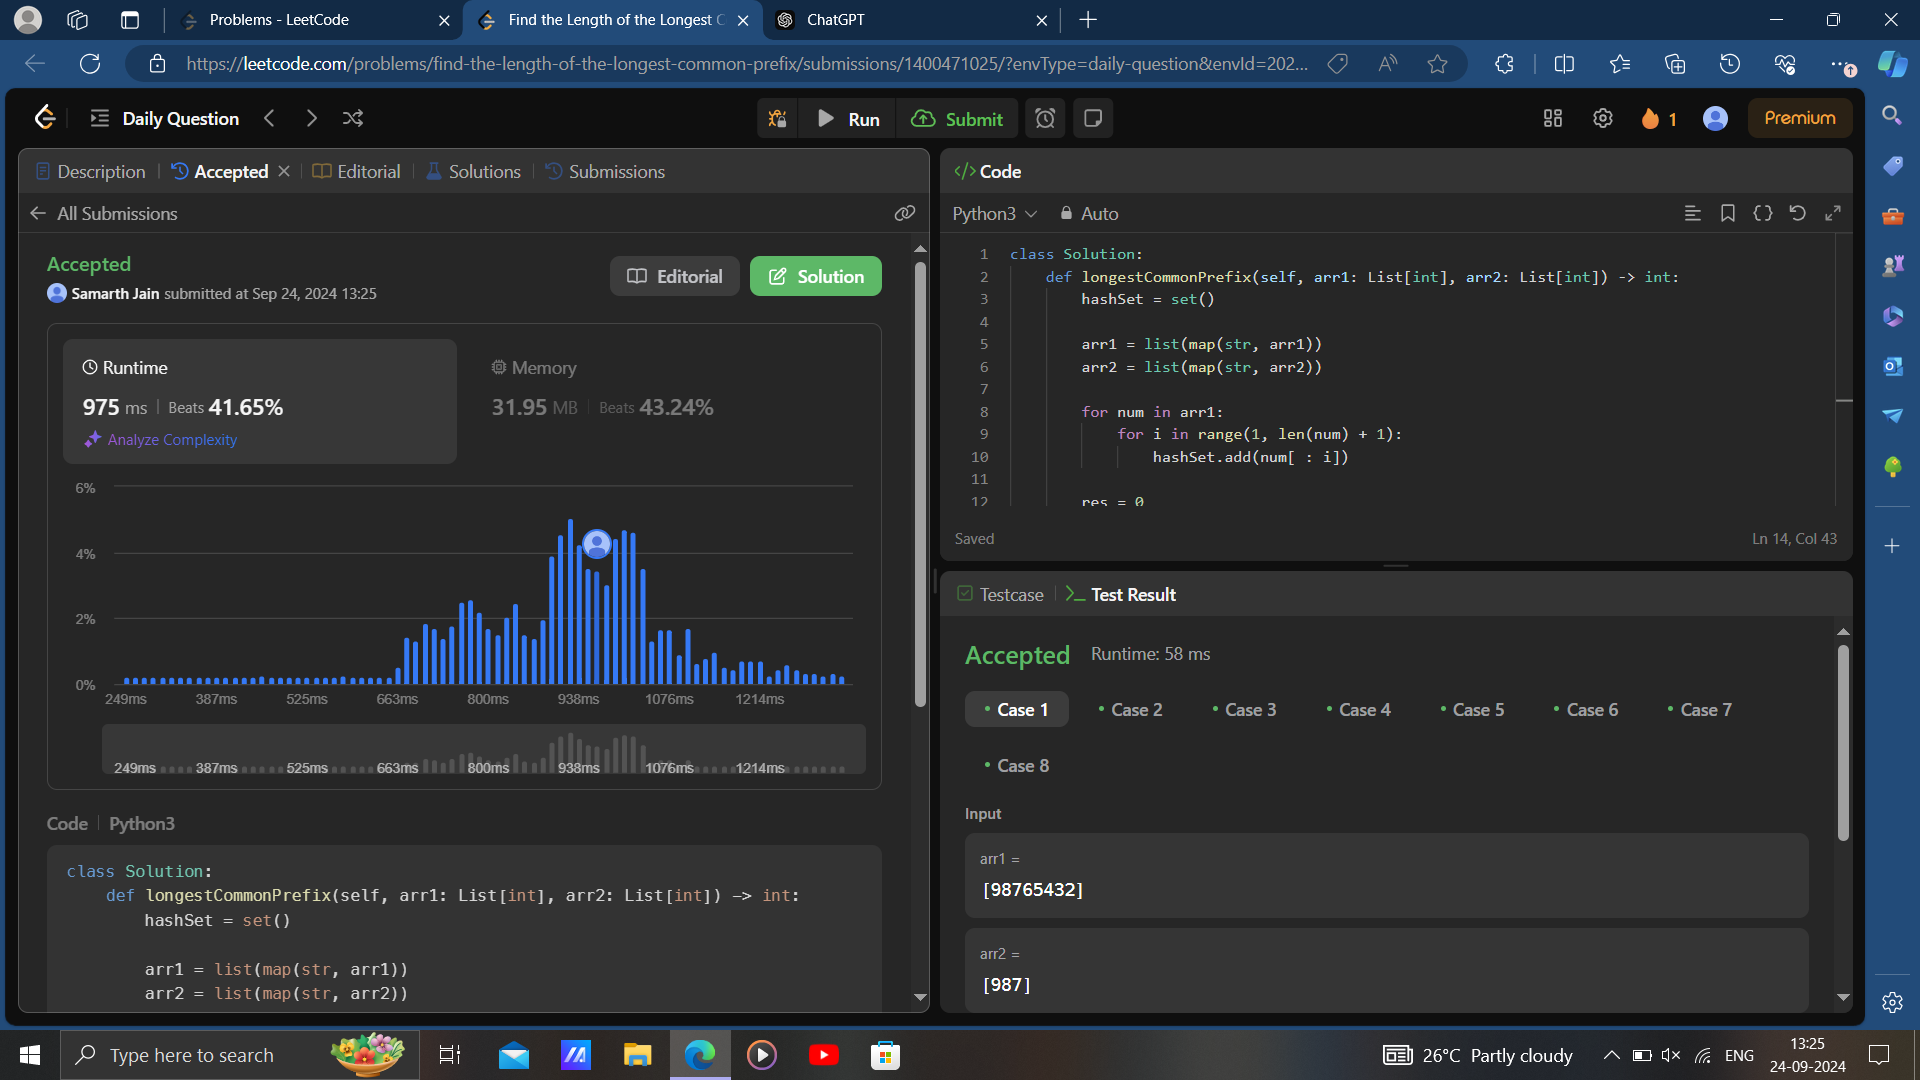 Problems - LeetCode
Find the Length of the Longest C
ChatGPT
https://leetcode.com/problems/find-the-length-of-the-longest-common-prefix/submissions/1400471025/?envType=daily-question&envId=202...
Daily Question
Run
Submit
1
Premium
Description
Accepted
Editorial
Solutions
Submissions
All Submissions
Accepted
Samarth Jain submitted at Sep 24, 2024 13:25
Editorial
Solution
Runtime
975 ms
Beats 41.65%
Analyze Complexity
Memory
31.95 MB
Beats 43.24%
6%
4%
2%
0%
249ms 387ms 525ms 663ms 800ms 938ms 1076ms 1214ms
249ms 387ms 525ms 663ms 800ms 938ms 1076ms 1214ms
Code Python3
class Solution:
def longestCommonPrefix(self, arr1: List[int], arr2: List[int]) -> int:
hashSet = set()
arr1 = list(map(str, arr1))
arr2 = list(map(str, arr2))
</> Code
Python3
Auto
1 class Solution:
2 def longestCommonPrefix(self, arr1: List[int], arr2: List[int]) -> int:
3 hashSet = set()
4
5 arr1 = list(map(str, arr1))
6 arr2 = list(map(str, arr2))
7
8 for num in arr1:
9 for i in range(1, len(num) + 1):
10 hashSet.add(num[ : i])
11
12 res = 0
Saved
Ln 14, Col 43
Testcase
Test Result
Accepted
Runtime: 58 ms
Case 1
Case 2
Case 3
Case 4
Case 5
Case 6
Case 7
Case 8
Input
arr1 =
[98765432]
arr2 =
[987]
Type here to search
26°C Partly cloudy
ENG
13:25
24-09-2024